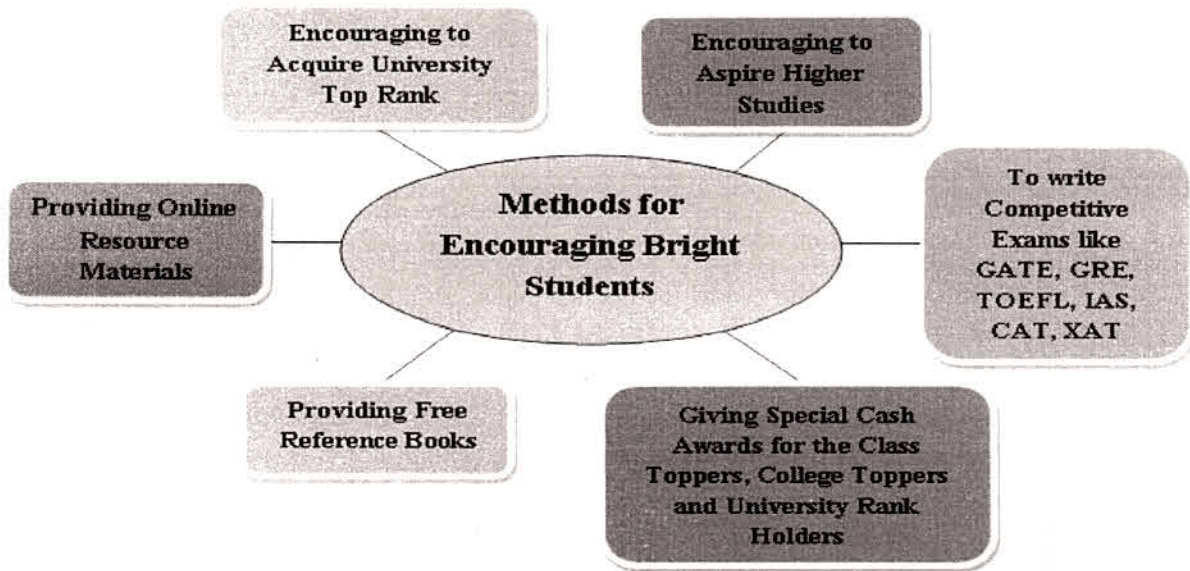 Encouraging to
Acquire University
Top Rank
Encouraging to
Aspire Higher
Studies
Providing Online
Resource
Materials
Methods for
Encouraging Bright
Students
To write
Competitive
Exams like
GATE, GRE,
TOEFL, IAS,
CAT, XAT
Providing Free
Reference Books
Giving Special Cash
Awards for the Class
Toppers, College Toppers
and University Rank
Holders